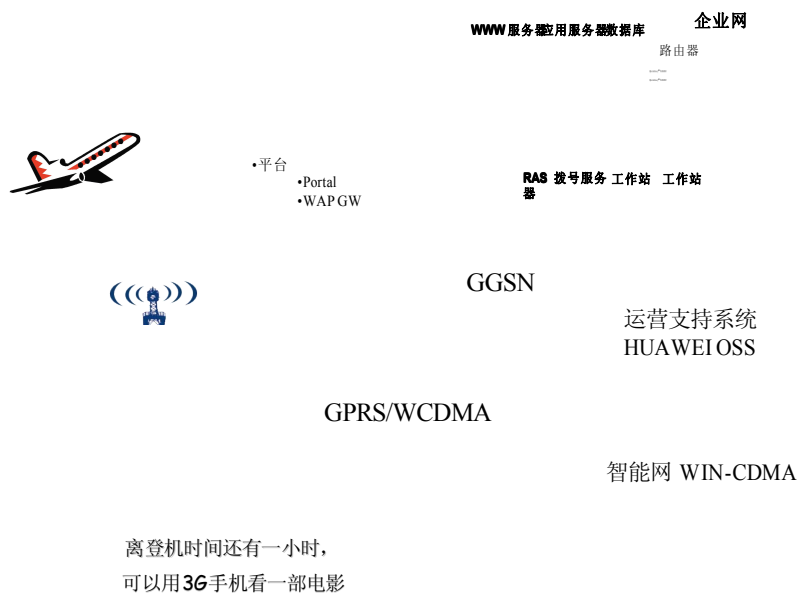 企业网
WWW服务器应用服务器数据库
路由器
•平台
•Portal
•WAP GW
RAS 拨号服务器 工作站 工作站
GGSN
运营支持系统
HUAWEI OSS
GPRS/WCDMA
智能网 WIN-CDMA
离登机时间还有一小时，
可以用3G手机看一部电影